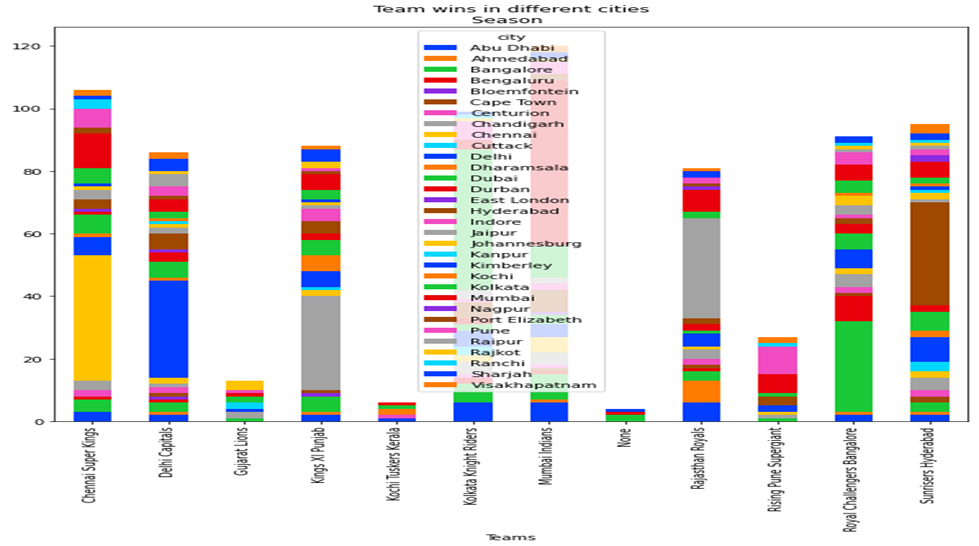 Team wins in different cities
Season
city
Abu Dhabi
Ahmedabad
Bangalore
Bengaluru
Bloemfontein
Cape Town
Centurion
Chandigarh
Chennai
Cuttack
Delhi
Dharamsala
Dubai
Durban
East London
Hyderabad
Indore
Jaipur
Johannesburg
Kanpur
Kimberley
Kochi
Kolkata
Mumbai
Nagpur
Port Elizabeth
Pune
Raipur
Rajkot
Ranchi
Sharjah
Visakhapatnam
120
100
80
60
40
20
0
Chennai Super Kings
Delhi Capitals
Gujarat Lions
Kings XI Punjab
Kochi Tuskers Kerala
Kolkata Knight Riders
Mumbai Indians
None
Rajasthan Royals
Rising Pune Supergiant
Royal Challengers Bangalore
Sunrisers Hyderabad
Teams